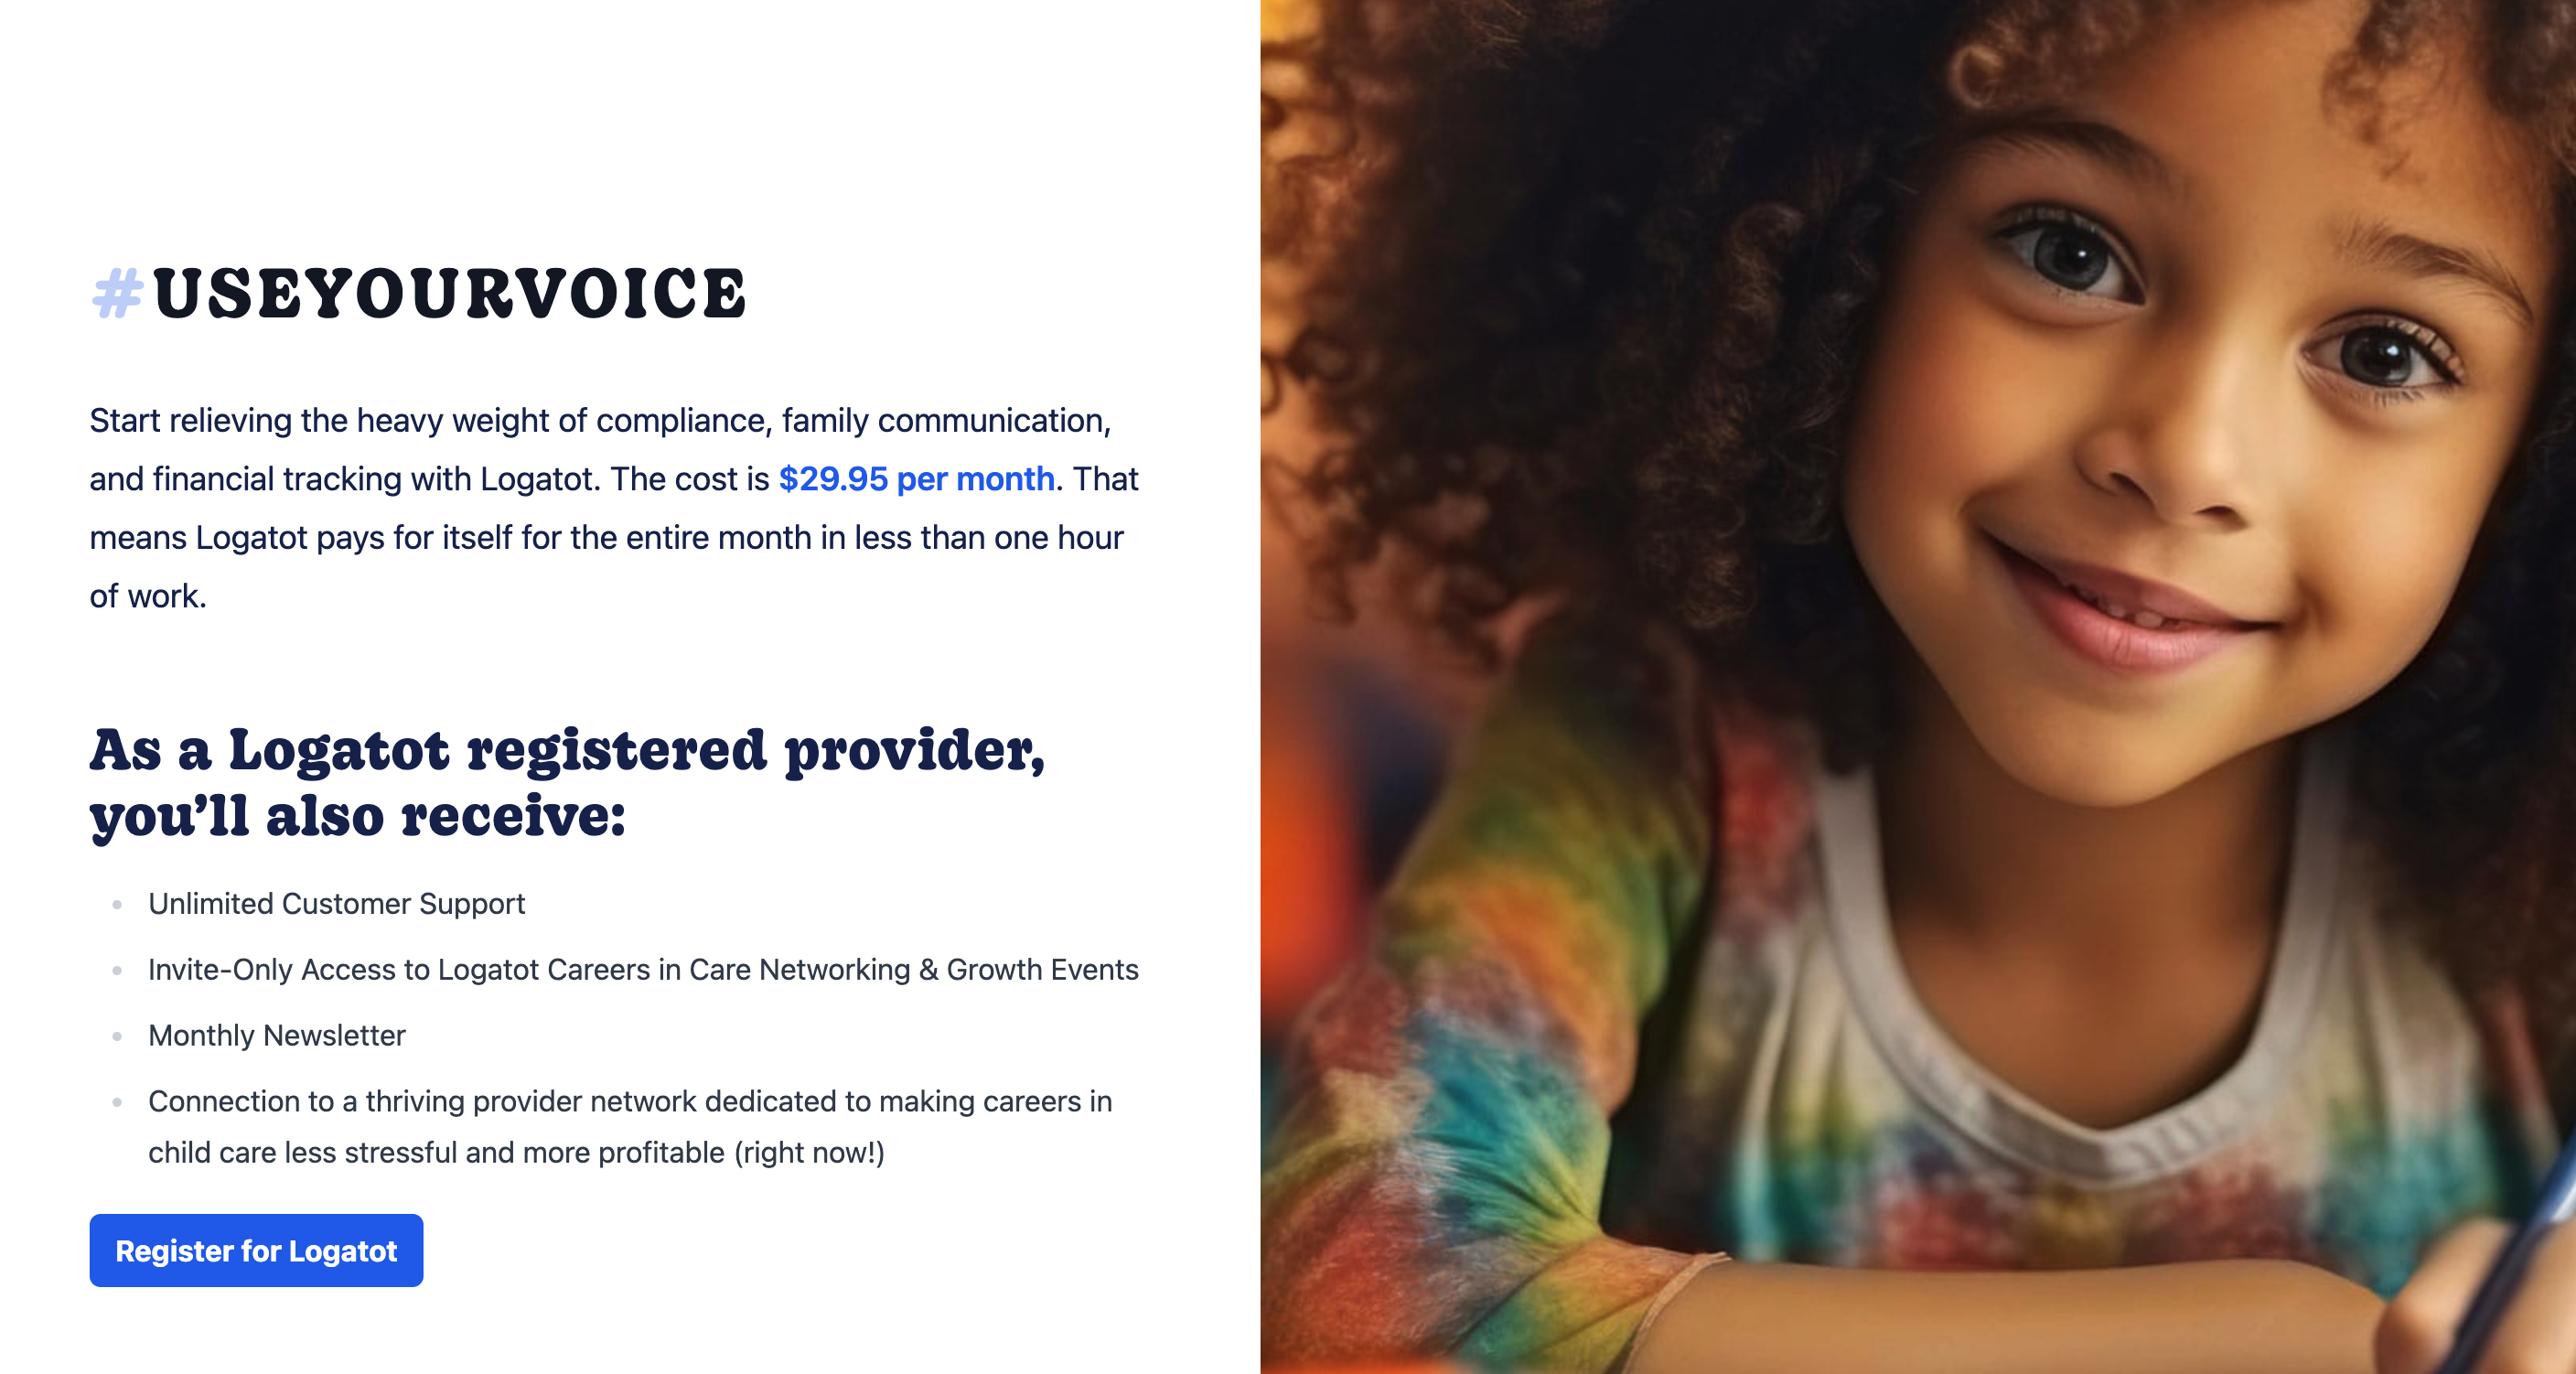 #USEYOURVOICE
Start relieving the heavy weight of compliance, family communication,
and financial tracking with Logatot. The cost is $29.95 per month. That
means Logatot pays for itself for the entire month in less than one hour
of work.
As a Logatot registered provider,
you’ll also receive:
Unlimited Customer Support
Invite-Only Access to Logatot Careers in Care Networking & Growth Events
Monthly Newsletter
Connection to a thriving provider network dedicated to making careers in
child care less stressful and more profitable (right now!)
Register for Logatot